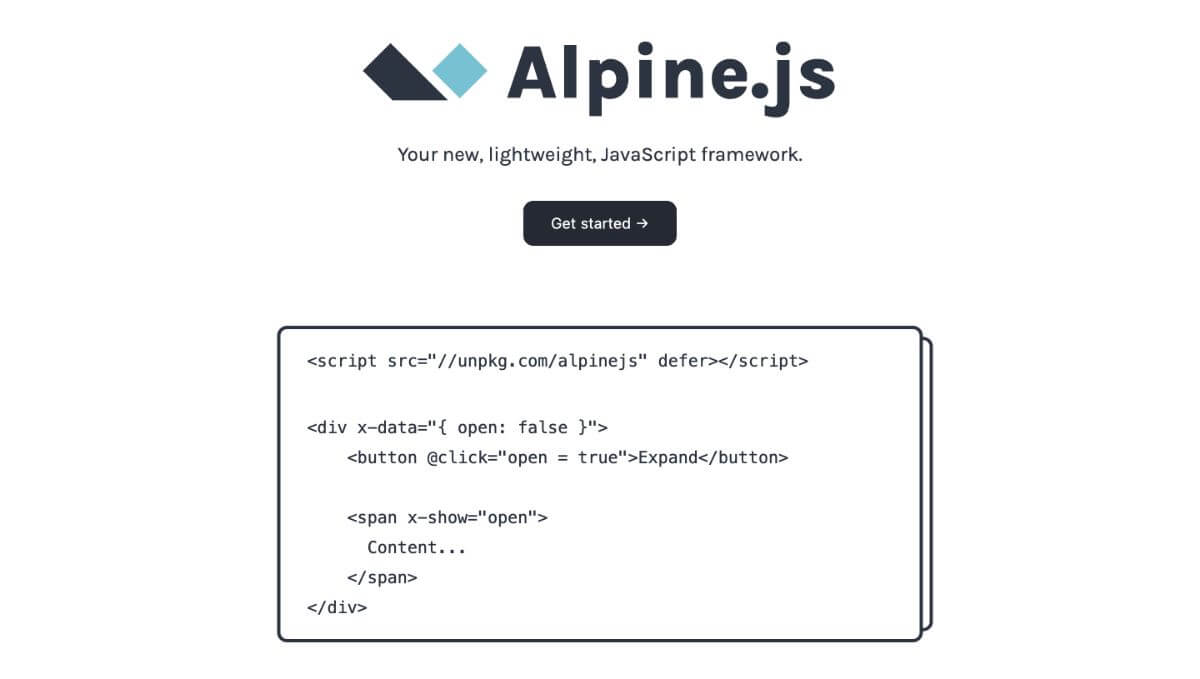 Alpine.js
Your new, lightweight, JavaScript framework.
Get started →
<script src="//unpkg.com/alpinejs" defer></script>
<div x-data="{ open: false }">
    <button @click="open = true">Expand</button>
    <span x-show="open">
      Content...
    </span>
</div>